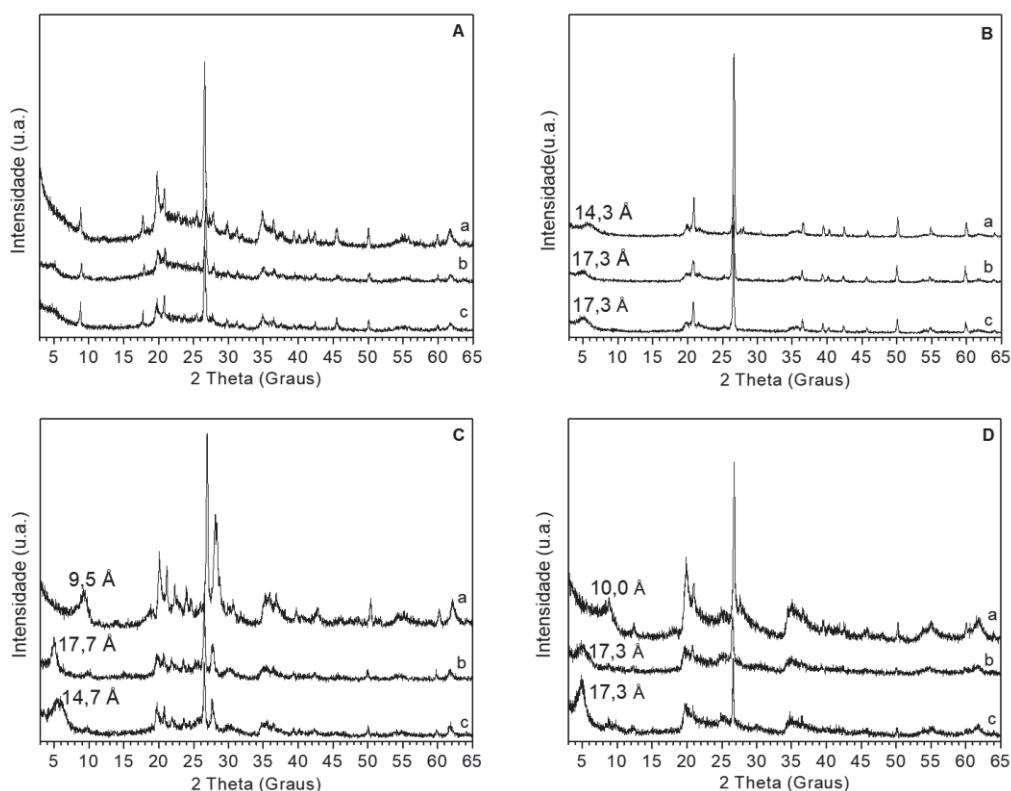 A
Intensidade (u.a.)
a
b
c
5 10 15 20 25 30 35 40 45 50 55 60 65
2 Theta (Graus)
B
Intensidade(u.a.)
14,3 Å
a
17,3 Å
b
17,3 Å
c
5 10 15 20 25 30 35 40 45 50 55 60 65
2 Theta (Graus)
C
Intensidade (u.a.)
9,5 Å
a
17,7 Å
b
14,7 Å
c
5 10 15 20 25 30 35 40 45 50 55 60 65
2 Theta (Graus)
D
Intensidade (u.a.)
10,0 Å
a
17,3 Å
b
17,3 Å
c
5 10 15 20 25 30 35 40 45 50 55 60 65
2 Theta (Graus)